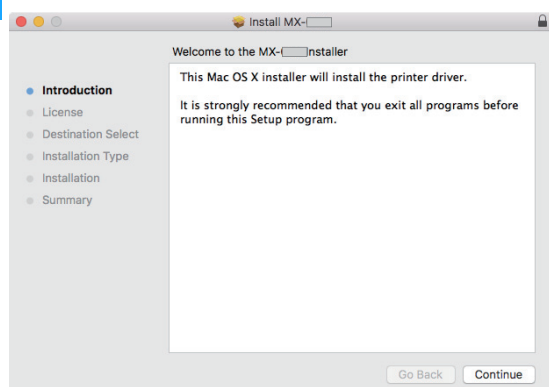 Install MX-
Welcome to the MX- nstaller
Introduction
License
Destination Select
Installation Type
Installation
Summary
This Mac OS X installer will install the printer driver.
It is strongly recommended that you exit all programs before
running this Setup program.
Go Back
Continue